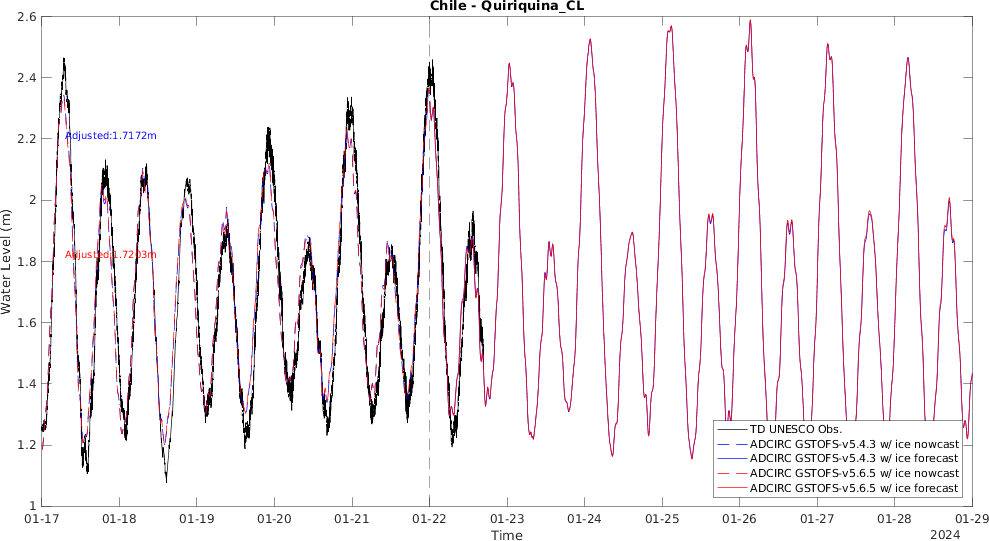 Chile - Quiriquina_CL
2.6
2.4
2.2
2
1.8
1.6
1.4
1.2
1
Water Level (m)
Adjusted:1.7172m
Adjusted:1.7203m
TD UNESCO Obs.
ADCIRC GSTOFS-v5.4.3 w/ ice nowcast
ADCIRC GSTOFS-v5.4.3 w/ ice forecast
ADCIRC GSTOFS-v5.6.5 w/ ice nowcast
ADCIRC GSTOFS-v5.6.5 w/ ice forecast
01-17 01-18 01-19 01-20 01-21 01-22 01-23 01-24 01-25 01-26 01-27 01-28 01-29
Time
2024